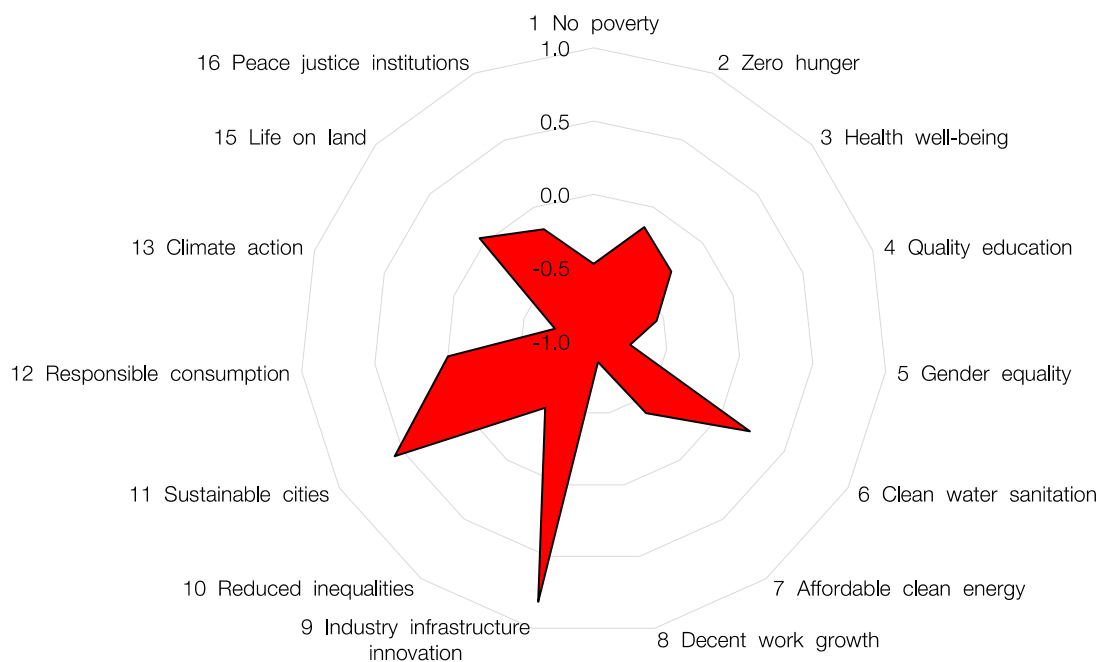 1 No poverty
1.0
16 Peace justice institutions
2 Zero hunger
0.5
15 Life on land
3 Health well-being
0.0
13 Climate action
4 Quality education
-0.5
-1.0
12 Responsible consumption
5 Gender equality
11 Sustainable cities
6 Clean water sanitation
10 Reduced inequalities
7 Affordable clean energy
9 Industry infrastructure
innovation
8 Decent work growth